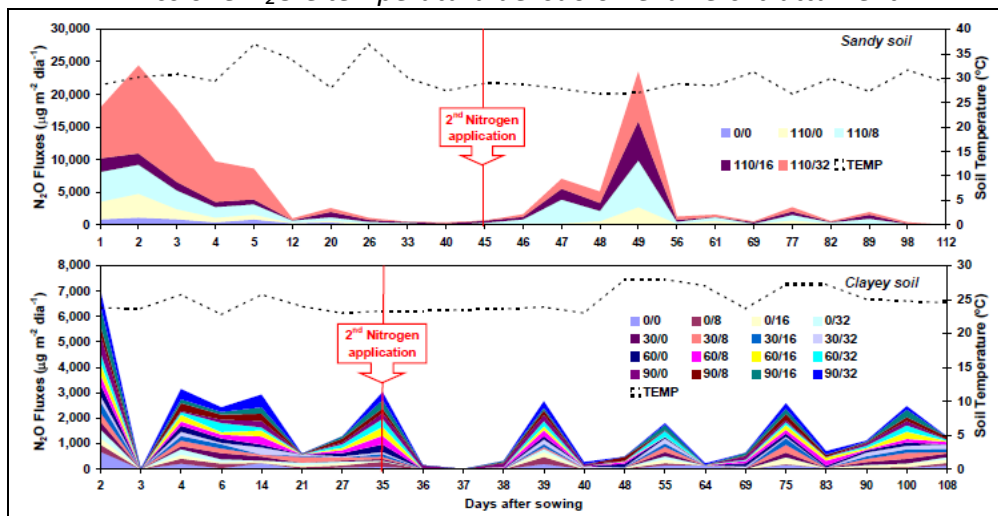 N₂O e temperatura
30,000
25,000
20,000
15,000
10,000
5,000
0
N₂O Fluxes (µg m⁻² dia⁻¹)
Sandy soil
2nd Nitrogen
application
0/0 110/0 110/8
110/16 110/32 TEMP
40
35
30
25
20
15
10
5
0
Soil Temperature (ºC)
1 2 3 4 5 12 20 26 33 40 45 46 47 48 49 56 61 69 77 82 89 98 112
8,000
7,000
6,000
5,000
4,000
3,000
2,000
1,000
0
N₂O Fluxes (µg m⁻² dia⁻¹)
Clayey soil
2nd Nitrogen
application
0/0 0/8 0/16 0/32
30/0 30/8 30/16 30/32
60/0 60/8 60/16 60/32
90/0 90/8 90/16 90/32
TEMP
30
25
20
15
10
5
0
Soil Temperature (ºC)
2 3 4 6 14 21 27 35 36 37 38 39 40 48 55 64 69 75 83 90 100 108
Days after sowing